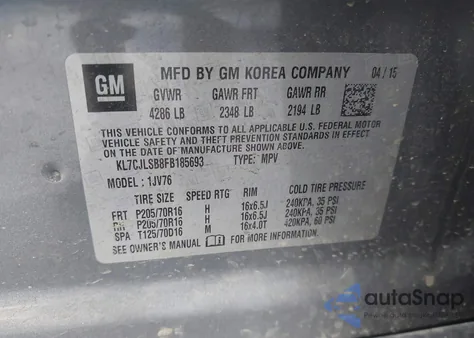 GM
MFD BY GM KOREA COMPANY 04 / 15
GVWR GAWR FRT GAWR RR
4286 LB 2348 LB 2194 LB
THIS VEHICLE CONFORMS TO ALL APPLICABLE U.S. FEDERAL MOTOR
VEHICLE SAFETY AND THEFT PREVENTION STANDARDS IN
EFFECT ON THE DATE OF MANUFACTURE SHOWN ABOVE.
KL7CJLSB8FB185693 TYPE: MPV
MODEL : 1JV76
TIRE SIZE SPEED RTG RIM COLD TIRE PRESSURE
FRT P205/70R16 H 16x6.5J 240KPA, 35 PSI
P205/70R16 H 16x6.5J 240KPA, 35 PSI
SPA T125/70D16 M 16x4.0T 420KPA, 60 PSI
SEE OWNER'S MANUAL FOR MORE INFORMATION.
autoSnap